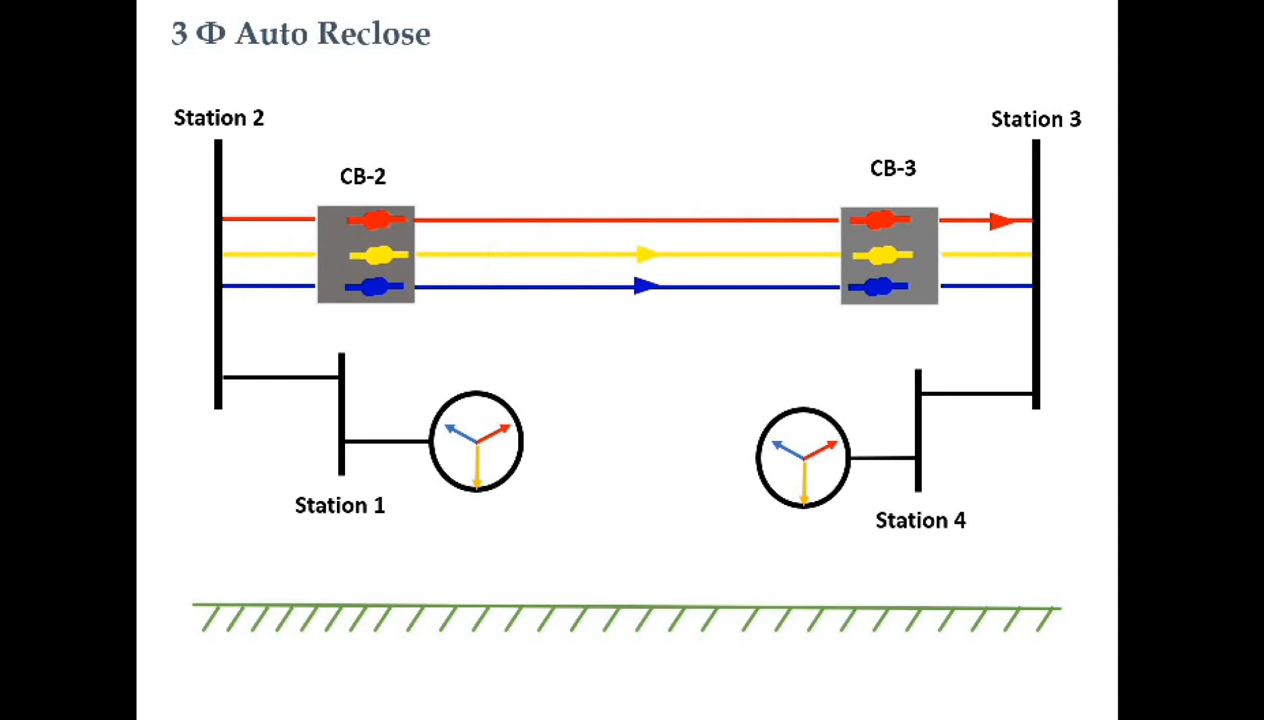 3 Φ Auto Reclose
Station 2
Station 3
CB-2
CB-3
Station 1
Station 4